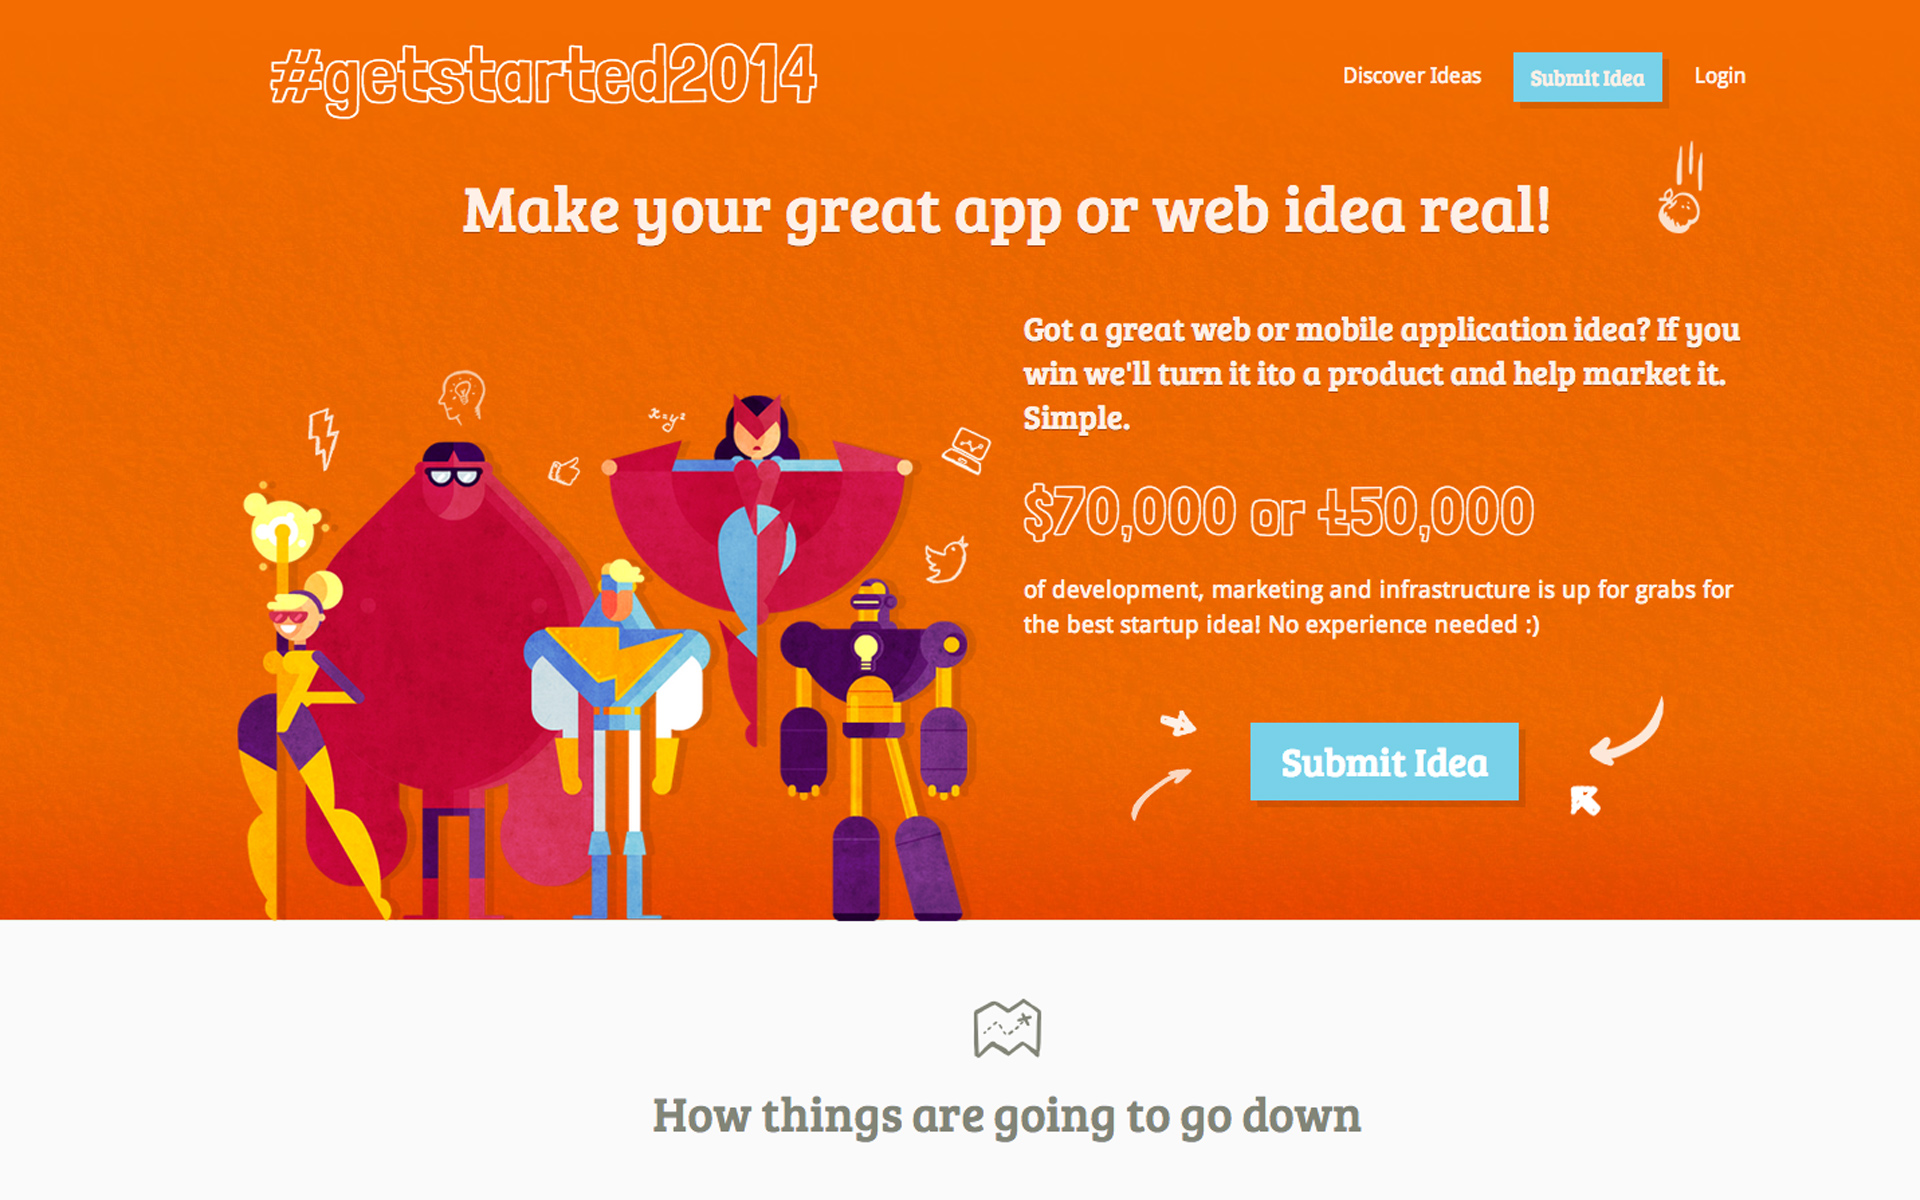 #getstarted2014
Discover Ideas
Submit Idea
Login
Make your great app or web idea real!
Got a great web or mobile application idea? If you
win we'll turn it ito a product and help market it.
Simple.
x=y²
$70,000 or £50,000
of development, marketing and infrastructure is up for grabs for
the best startup idea! No experience needed :)
Submit Idea
How things are going to go down